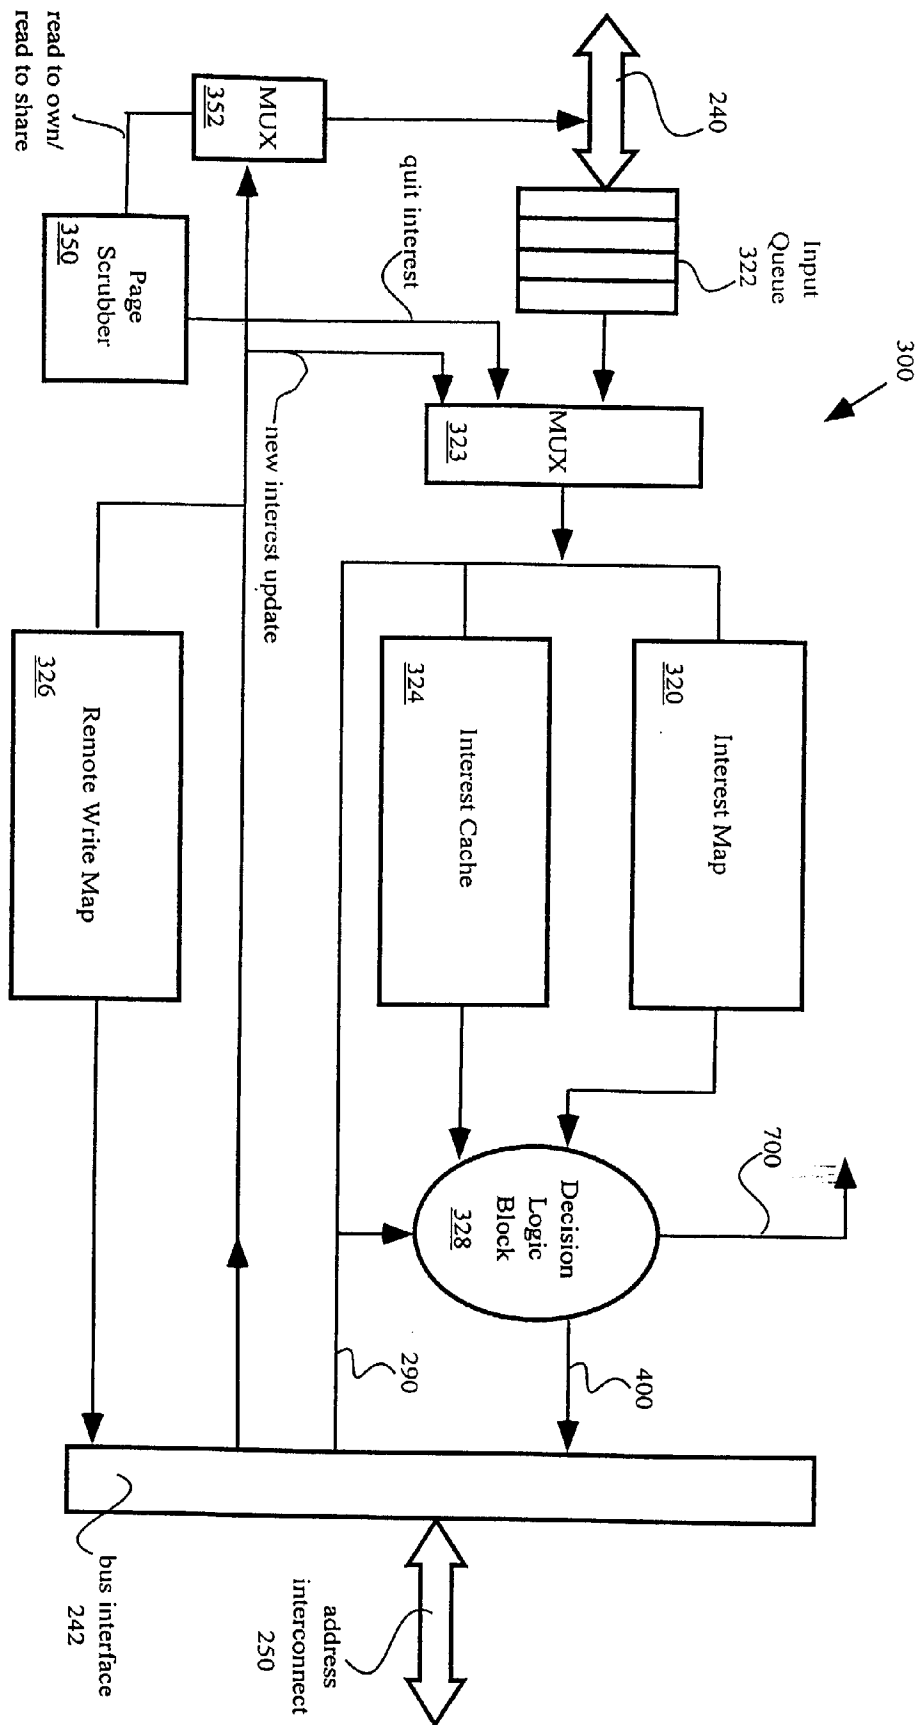 300
240
Input
Queue
322
MUX
323
MUX
352
quit interest
new interest update
read to own/
read to share
Page
Scrubber
350
Interest Map
320
Interest Cache
324
Remote Write Map
326
700
Decision
Logic
Block
328
400
290
address
interconnect
250
bus interface
242